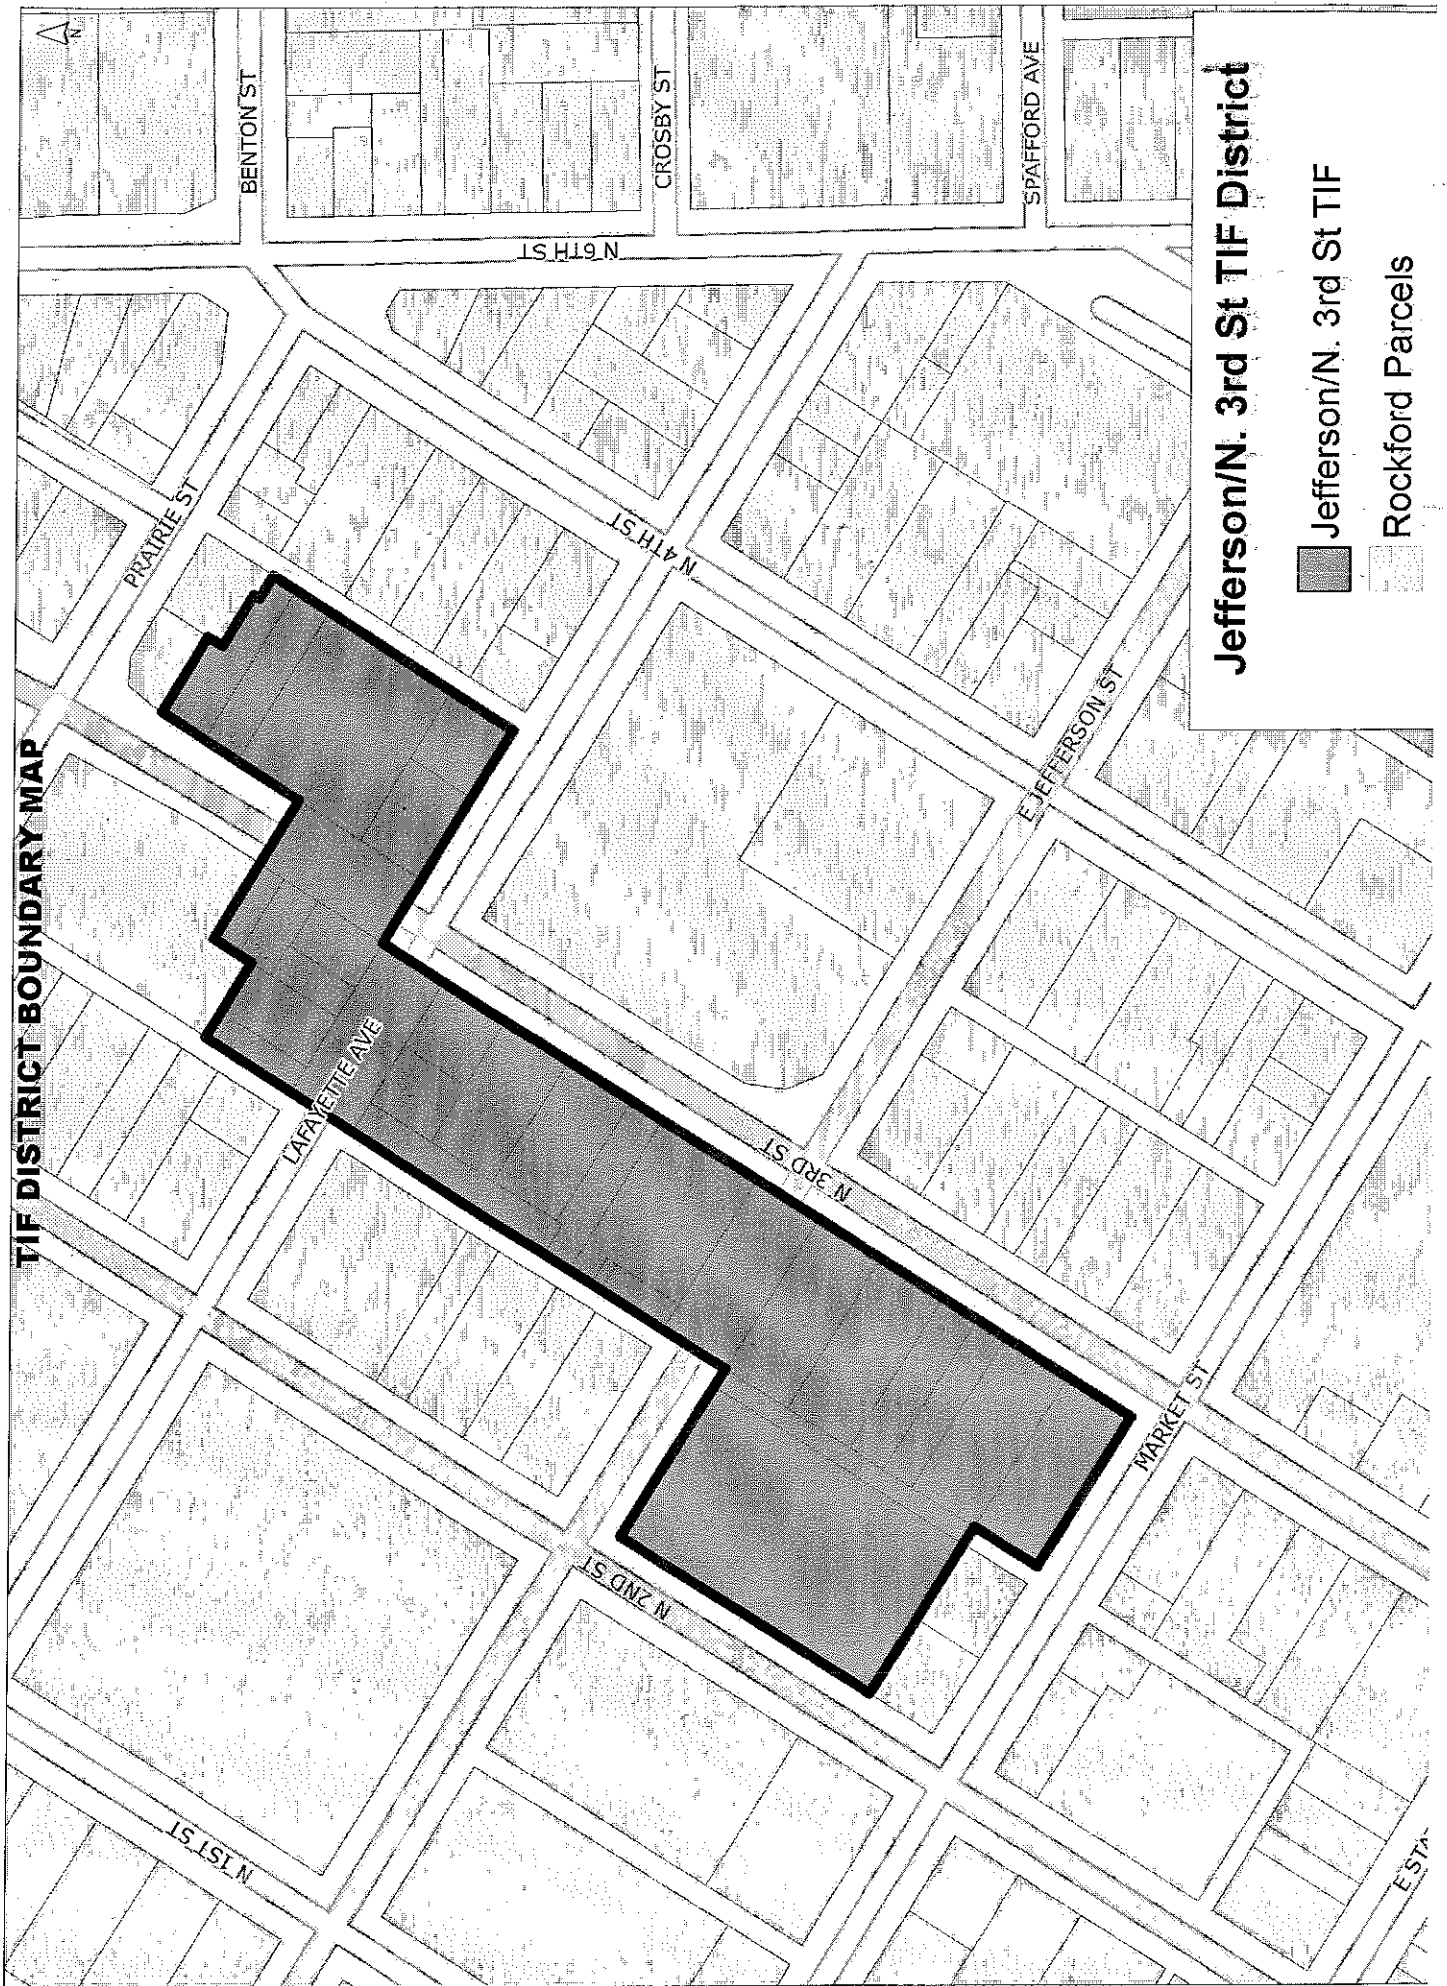 TIF DISTRICT BOUNDARY MAP
N
BENTON ST
CROSBY ST
SPAFFORD AVE
N 6TH ST
PRAIRIE ST
N 4TH ST
E JEFFERSON ST
LAFAYETTE AVE
N 3RD ST
N 2ND ST
MARKET ST
N 1ST ST
E STA
Jefferson/N. 3rd St TIF District
Jefferson/N. 3rd St TIF
Rockford Parcels